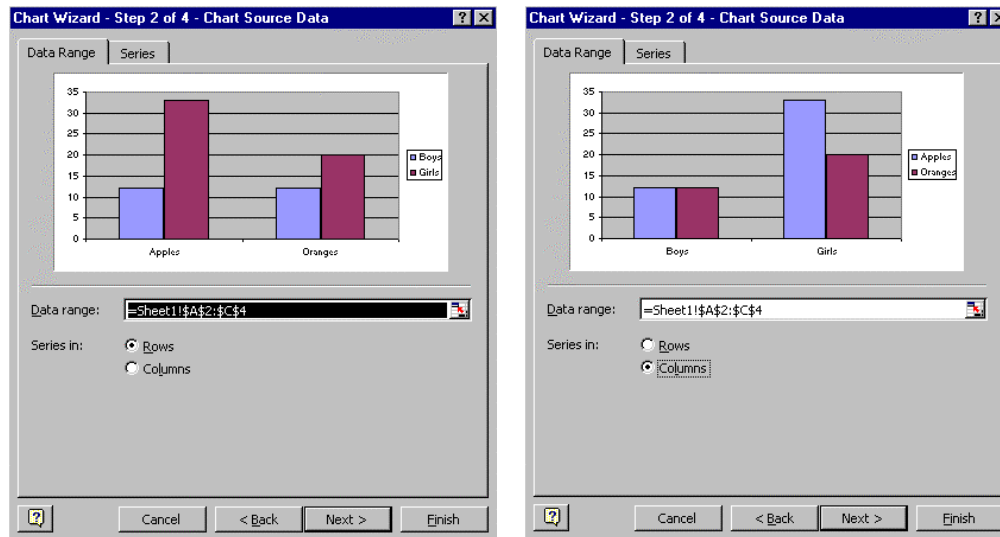 Chart Wizard - Step 2 of 4 - Chart Source Data
Data Range
Series
35
30
25
20
15
10
5
0
Apples
Oranges
Boys
Girls
Data range:
=Sheet1!$A$2:$C$4
Series in:
Rows
Columns
Cancel
< Back
Next >
Finish
Chart Wizard - Step 2 of 4 - Chart Source Data
Data Range
Series
35
30
25
20
15
10
5
0
Boys
Girls
Apples
Oranges
Data range:
=Sheet1!$A$2:$C$4
Series in:
Rows
Columns
Cancel
< Back
Next >
Finish